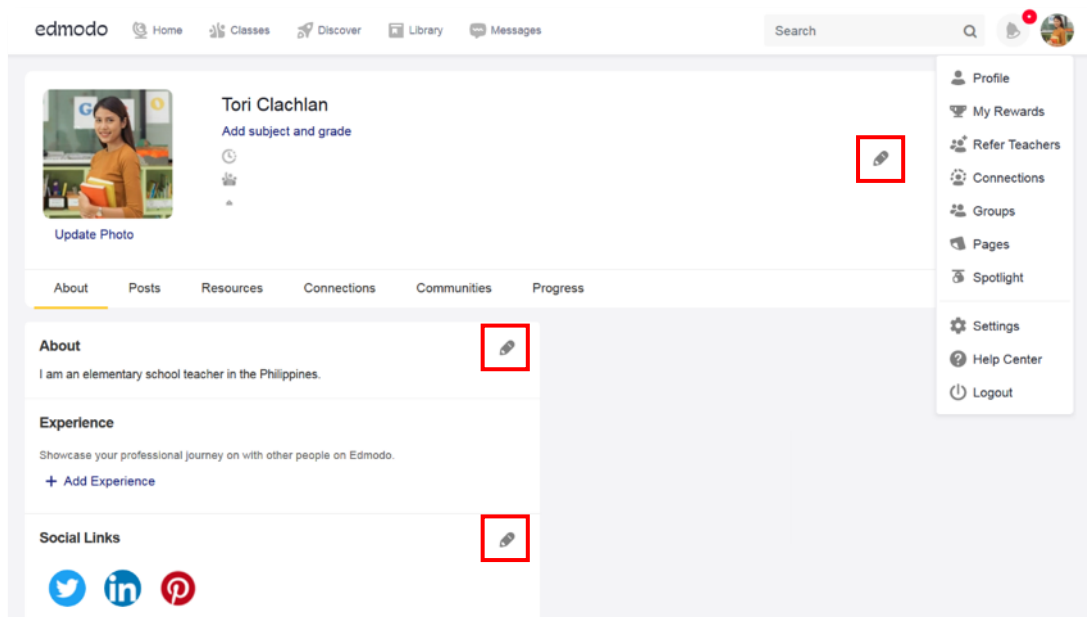 edmodo
Home
Classes
Discover
Library
Messages
Search
Profile
My Rewards
Refer Teachers
Connections
Groups
Pages
Spotlight
Settings
Help Center
Logout
Tori Clachlan
Add subject and grade
Update Photo
About
Posts
Resources
Connections
Communities
Progress
About
I am an elementary school teacher in the Philippines.
Experience
Showcase your professional journey on with other people on Edmodo.
+ Add Experience
Social Links
in